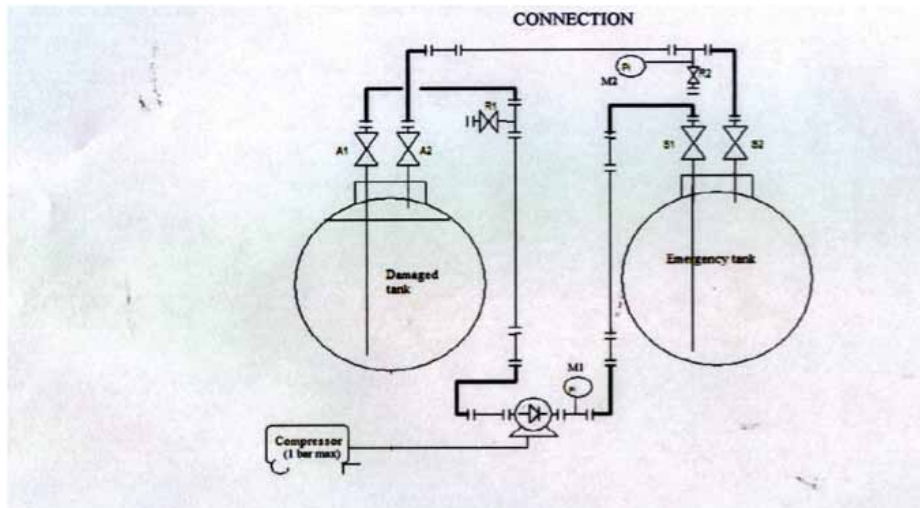 CONNECTION
M2
R2
R1
A1
A2
S1
S2
Damaged
tank
Emergency tank
M1
Compressor
(1 bar max)